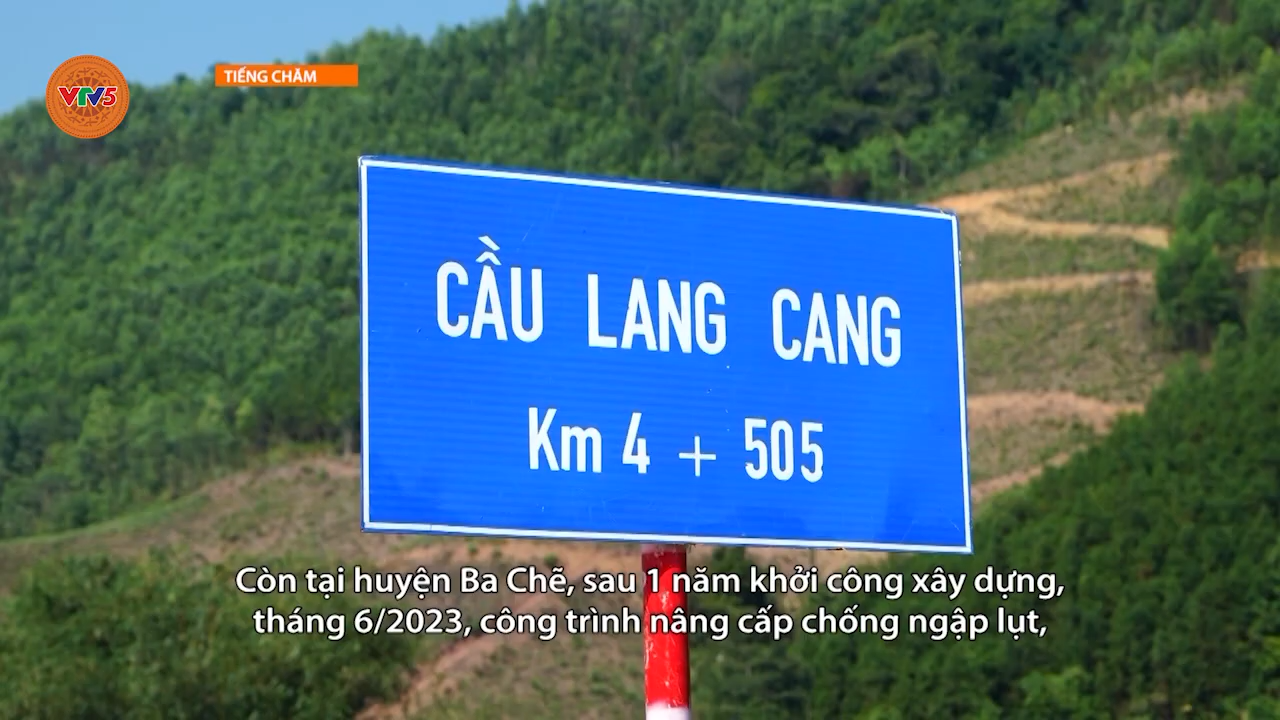 VTV5
TIẾNG CHĂM
CẦU LANG CANG
Km 4 + 505
Còn tại huyện Ba Chẽ, sau 1 năm khởi công xây dựng,
tháng 6/2023, công trình nâng cấp chống ngập lụt,